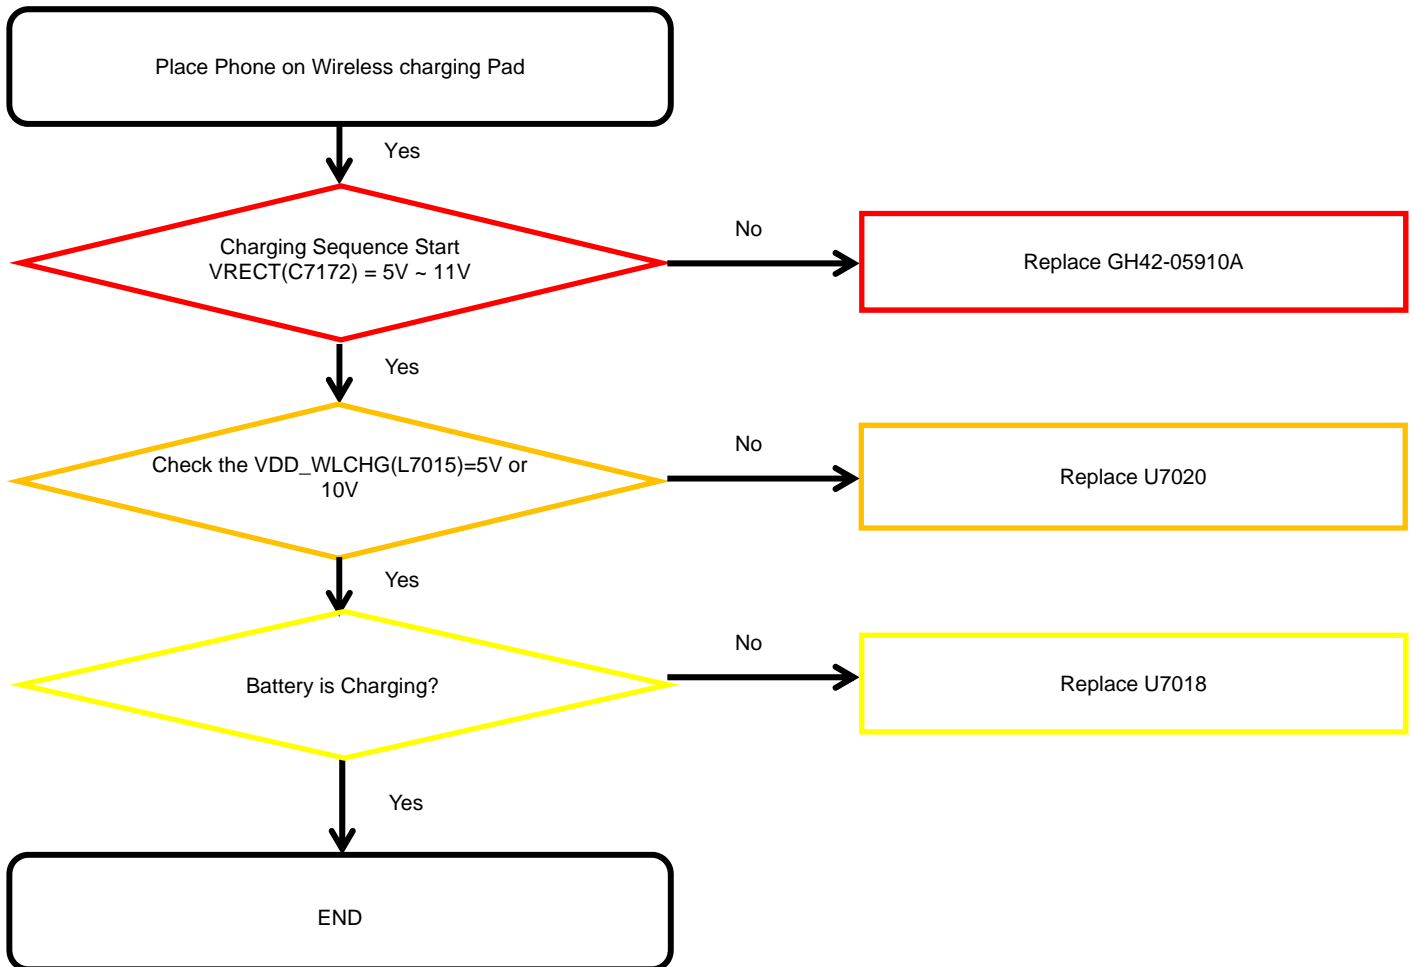 Place Phone on Wireless charging Pad
Yes
Charging Sequence Start
VRECT(C7172) = 5V ~ 11V
No
Replace GH42-05910A
Yes
Check the VDD_WLCHG(L7015)=5V or
10V
No
Replace U7020
Yes
Battery is Charging?
No
Replace U7018
Yes
END